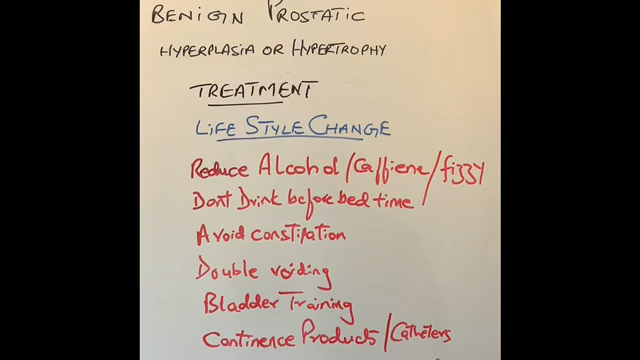 BENIGN PROSTATIC
HYPERPLASIA OR HYPERTROPHY
TREATMENT
LIFE STYLE CHANGE
Reduce Alcohol/Caffiene/fizzy
Dont Drink before bed time
Avoid constipation
Double voiding
Bladder Training
Continence Products/Catheters